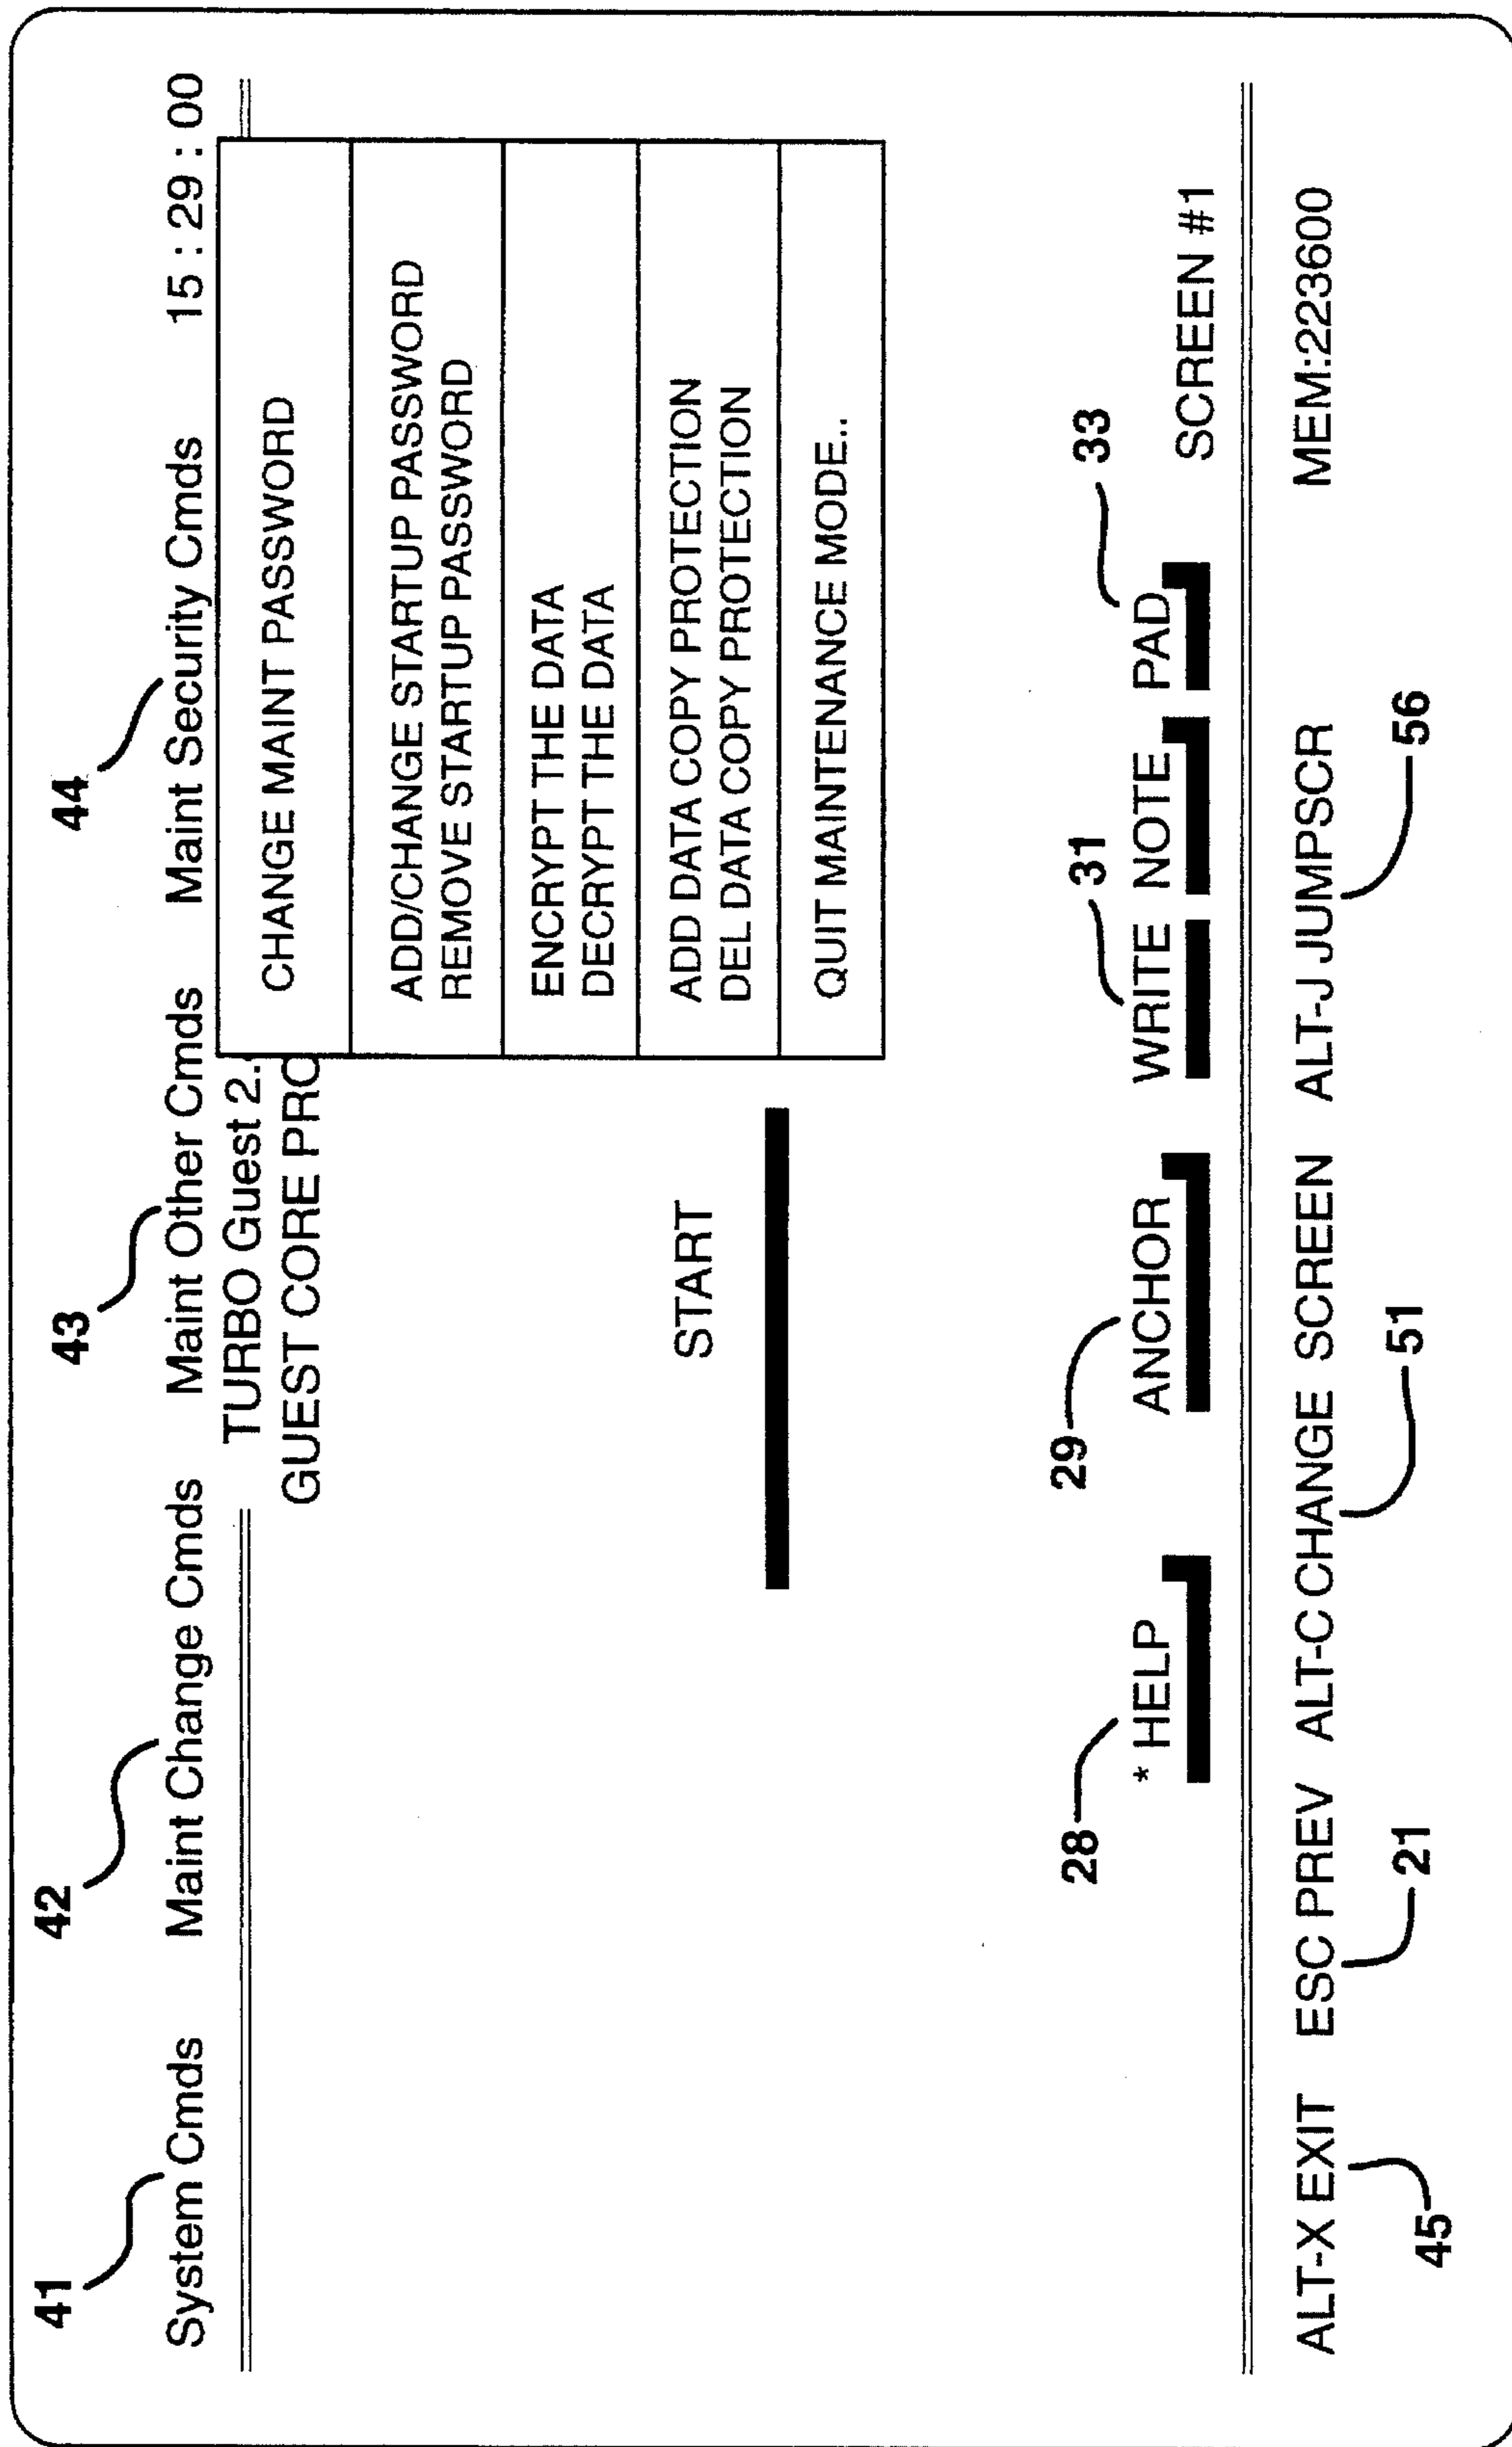 41 42 43 44
System Cmds Maint Change Cmds Maint Other Cmds Maint Security Cmds 15 : 29 : 00
TURBO Guest 2.
GUEST CORE PRO
CHANGE MAINT PASSWORD
ADD/CHANGE STARTUP PASSWORD
REMOVE STARTUP PASSWORD
ENCRYPT THE DATA
DECRYPT THE DATA
ADD DATA COPY PROTECTION
DEL DATA COPY PROTECTION
QUIT MAINTENANCE MODE..
START
28 29 31 33
* HELP ANCHOR WRITE NOTE PAD
SCREEN #1
ALT-X EXIT ESC PREV ALT-C CHANGE SCREEN ALT-J JUMPSCR MEM:223600
45 21 51 56